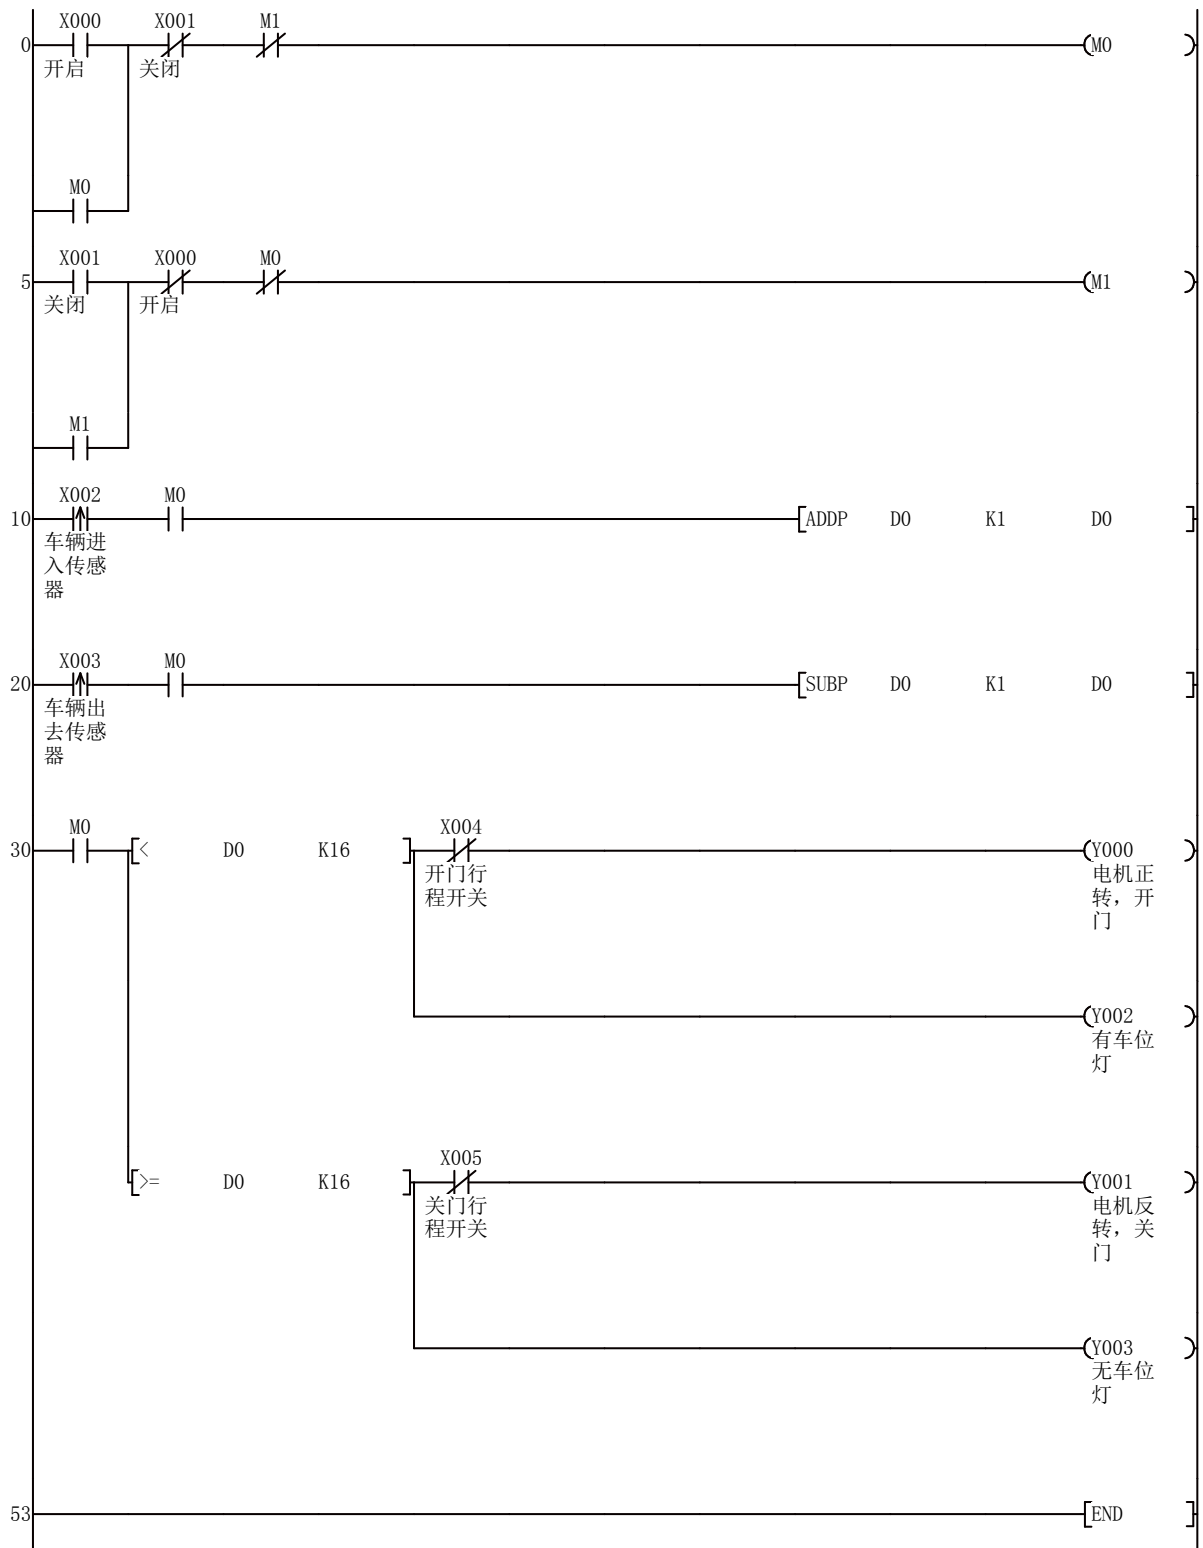 X000 X001 M1
0 (M0 )
开启 关闭
M0
X001 X000 M0
5 (M1 )
关闭 开启
M1
X002 M0
10 [ADDP D0 K1 D0 ]
车辆进
入传感
器
X003 M0
20 [SUBP D0 K1 D0 ]
车辆出
去传感
器
M0 X004
30 [< D0 K16 ] (Y000 )
开门行 电机正
程开关 转，开
门
(Y002 )
有车位
灯
X005
[>= D0 K16 ] (Y001 )
关门行 电机反
程开关 转，关
门
(Y003 )
无车位
灯
53 [END ]